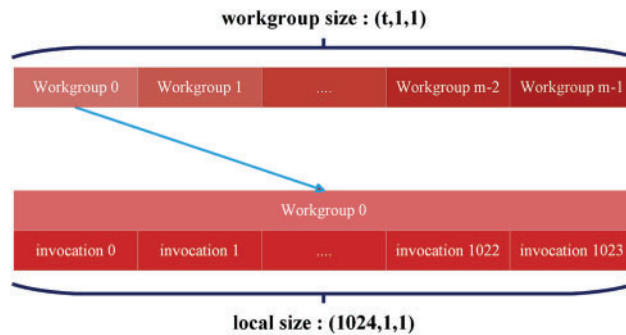 workgroup size : (t,1,1)
Workgroup 0 Workgroup 1 .... Workgroup m-2 Workgroup m-1
Workgroup 0
invocation 0 invocation 1 .... invocation 1022 invocation 1023
local size : (1024,1,1)